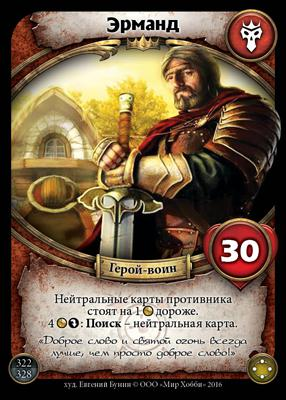 Эрманд
30
Герой-воин
Нейтральные карты противника
стоят на 1 дороже.
4 : Поиск – нейтральная карта.
«Доброе слово и святой огонь всегда
лучше, чем просто доброе слово!»
322
328
худ. Евгений Бунин © ООО «Мир Хобби» 2016